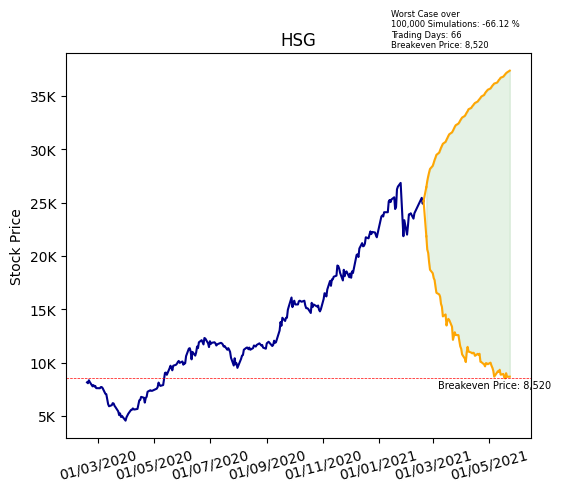 Worst Case over
100,000 Simulations: -66.12 %
Trading Days: 66
Breakeven Price: 8,520
HSG
Stock Price
35K
30K
25K
20K
15K
10K
5K
Breakeven Price: 8,520
01/03/2020 01/05/2020 01/07/2020 01/09/2020 01/11/2020 01/01/2021 01/03/2021 01/05/2021